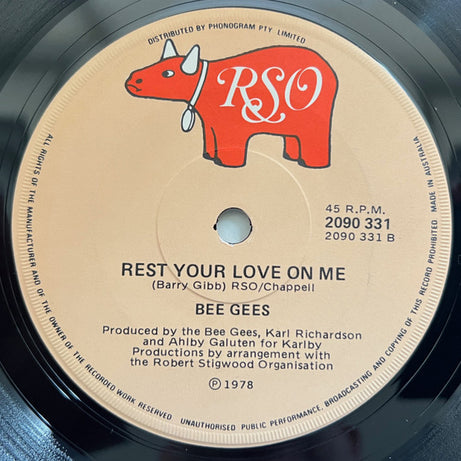 DISTRIBUTED BY PHONOGRAM PTY. LIMITED
RSO
45 R.P.M.
2090 331
2090 331 B
REST YOUR LOVE ON ME
(Barry Gibb) RSO/Chappell
BEE GEES
Produced by the Bee Gees, Karl Richardson
and Ahlby Galuten for Karlby
Productions by arrangement with
the Robert Stigwood Organisation
℗ 1978
ALL RIGHTS OF THE MANUFACTURER AND OF THE OWNER OF THE RECORDED WORK RESERVED UNAUTHORISED PUBLIC PERFORMANCE, BROADCASTING AND COPYING OF THIS RECORD PROHIBITED MADE IN AUSTRALIA